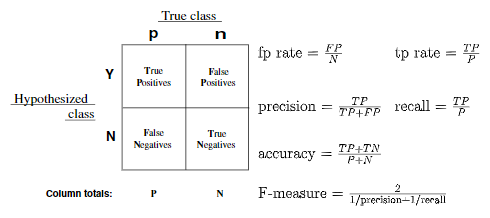 True class
p n
fp rate = FP/N tp rate = TP/P
Y True Positives False Positives
Hypothesized class
precision = TP/TP+FP recall = TP/P
N False Negatives True Negatives
accuracy = TP+TN/P+N
Column totals: P N
F-measure = 2/1/precision+1/recall